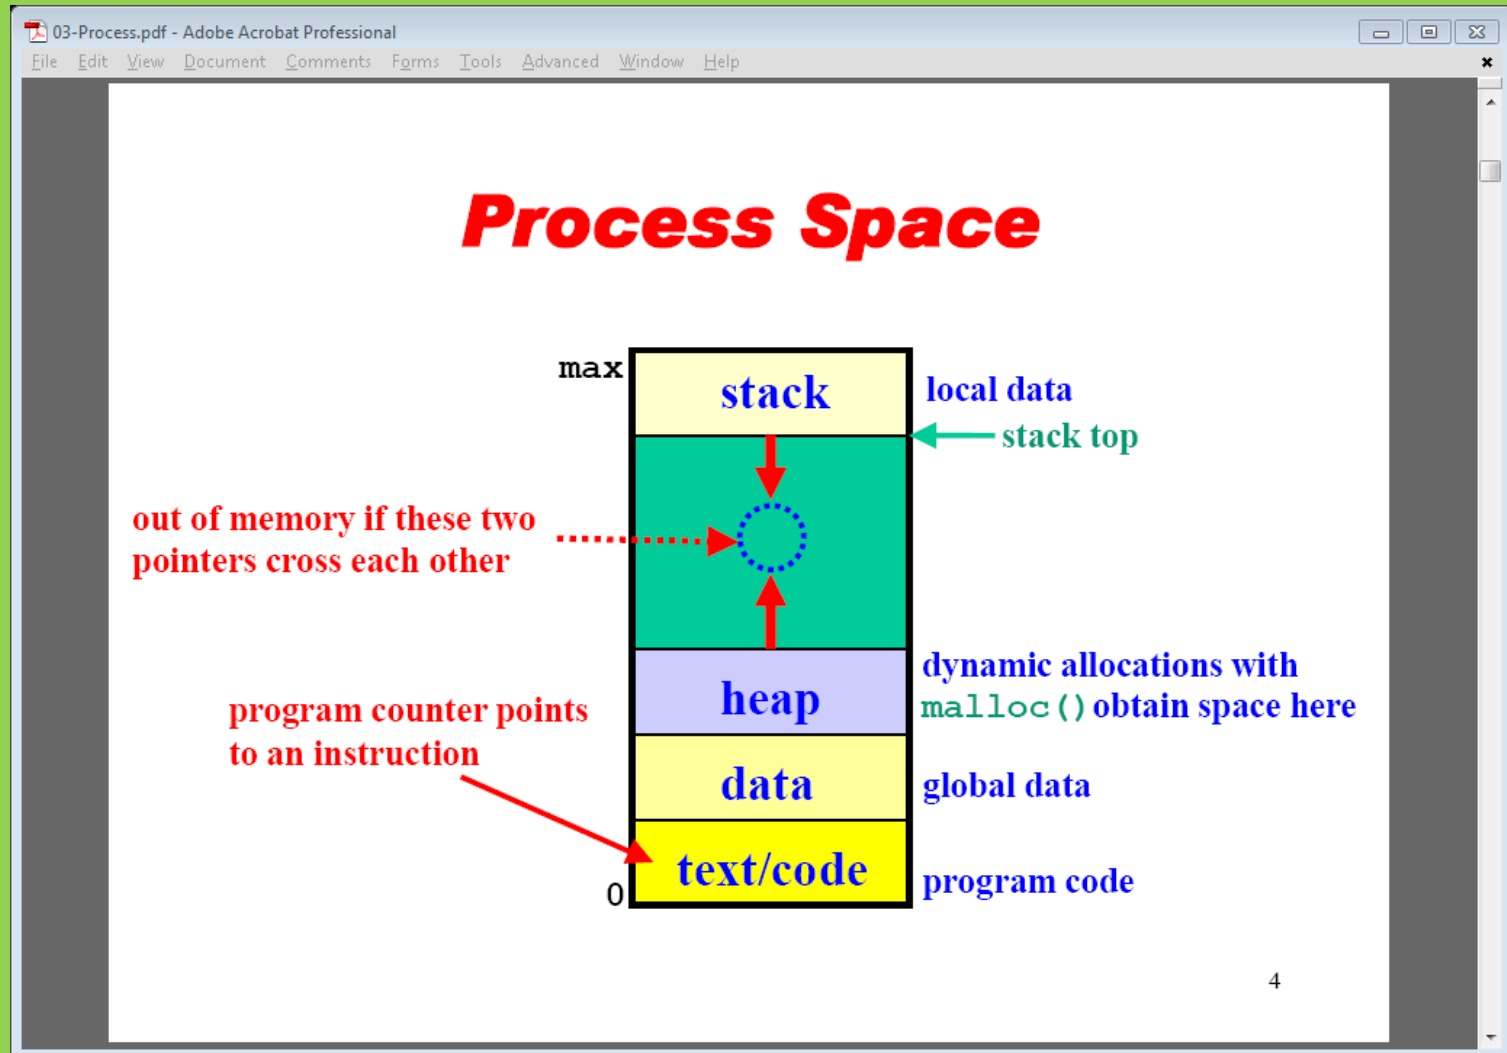 03-Process.pdf - Adobe Acrobat Professional
File Edit View Document Comments Forms Tools Advanced Window Help
Process Space
max
stack
local data
stack top
out of memory if these two
pointers cross each other
heap
dynamic allocations with
malloc() obtain space here
program counter points
to an instruction
data
global data
text/code
program code
0
4